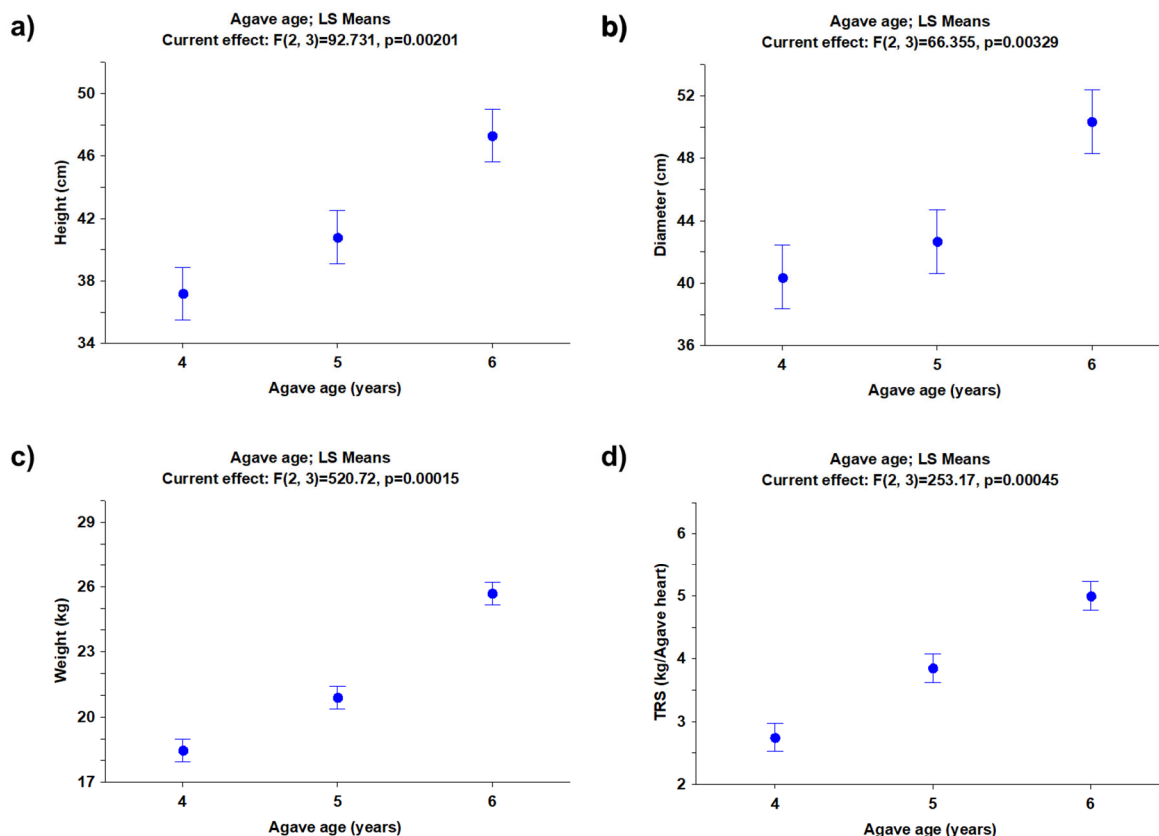 a)
Agave age; LS Means
Current effect: F(2, 3)=92.731, p=0.00201
Height (cm)
50
46
42
38
34
4
5
6
Agave age (years)
b)
Agave age; LS Means
Current effect: F(2, 3)=66.355, p=0.00329
Diameter (cm)
52
48
44
40
36
4
5
6
Agave age (years)
c)
Agave age; LS Means
Current effect: F(2, 3)=520.72, p=0.00015
Weight (kg)
29
26
23
20
17
4
5
6
Agave age (years)
d)
Agave age; LS Means
Current effect: F(2, 3)=253.17, p=0.00045
TRS (kg/Agave heart)
6
5
4
3
2
4
5
6
Agave age (years)